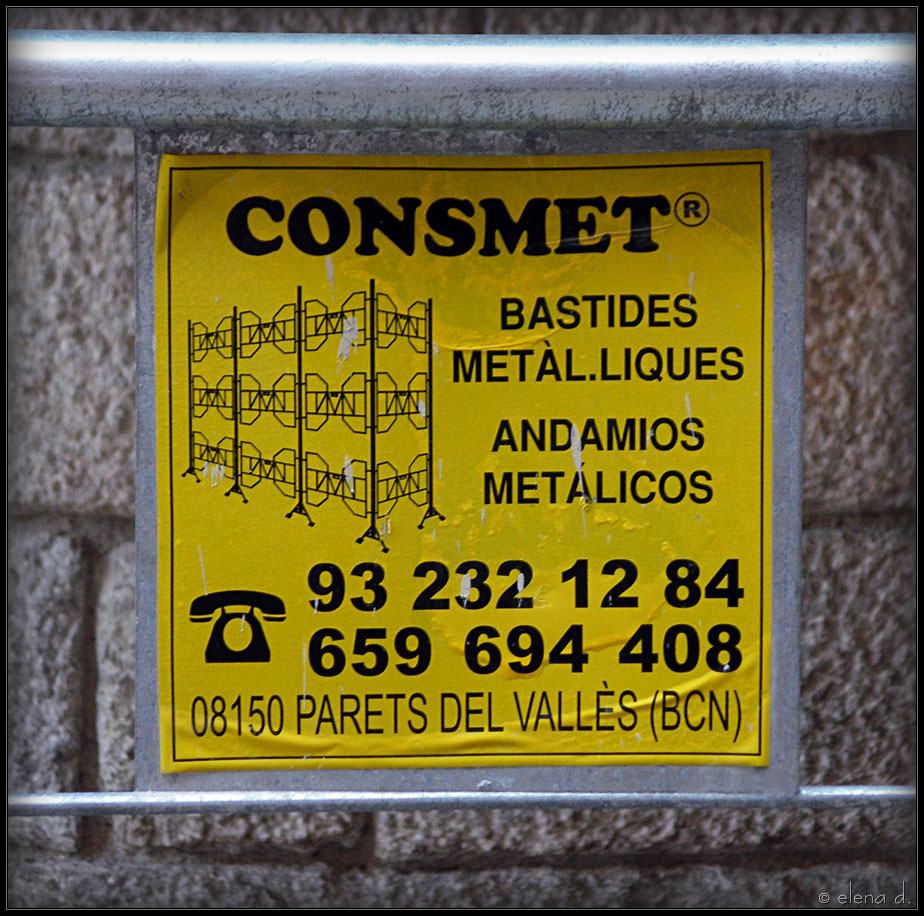 CONSMET®
BASTIDES
METÀL.LIQUES
ANDAMIOS
METALICOS
93 232 12 84
659 694 408
08150 PARETS DEL VALLÈS (BCN)
© elena d.